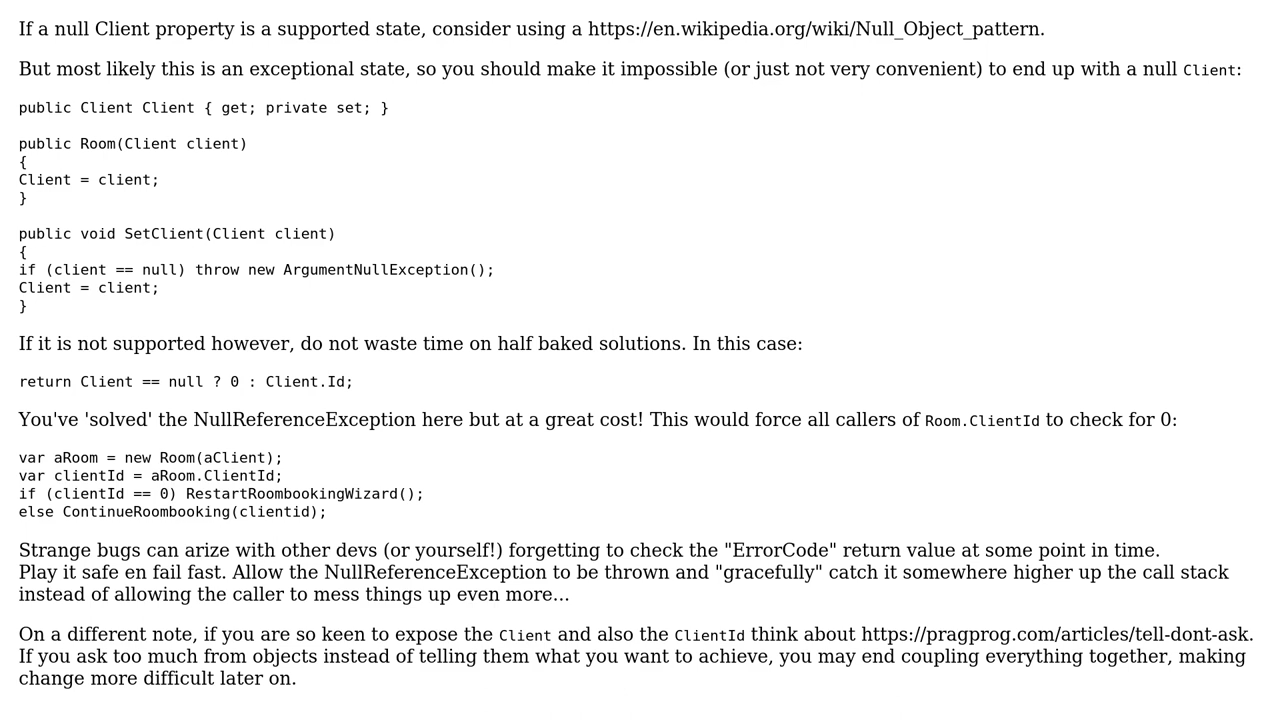 If a null Client property is a supported state, consider using a https://en.wikipedia.org/wiki/Null_Object_pattern.
But most likely this is an exceptional state, so you should make it impossible (or just not very convenient) to end up with a null Client:
public Client Client { get; private set; }
public Room(Client client)
{
Client = client;
}
public void SetClient(Client client)
{
if (client == null) throw new ArgumentNullException();
Client = client;
}
If it is not supported however, do not waste time on half baked solutions. In this case:
return Client == null ? 0 : Client.Id;
You've 'solved' the NullReferenceException here but at a great cost! This would force all callers of Room.ClientId to check for 0:
var aRoom = new Room(aClient);
var clientId = aRoom.ClientId;
if (clientId == 0) RestartRoombookingWizard();
else ContinueRoombooking(clientid);
Strange bugs can arize with other devs (or yourself!) forgetting to check the "ErrorCode" return value at some point in time.
Play it safe en fail fast. Allow the NullReferenceException to be thrown and "gracefully" catch it somewhere higher up the call stack
instead of allowing the caller to mess things up even more...
On a different note, if you are so keen to expose the Client and also the ClientId think about https://pragprog.com/articles/tell-dont-ask.
If you ask too much from objects instead of telling them what you want to achieve, you may end coupling everything together, making
change more difficult later on.